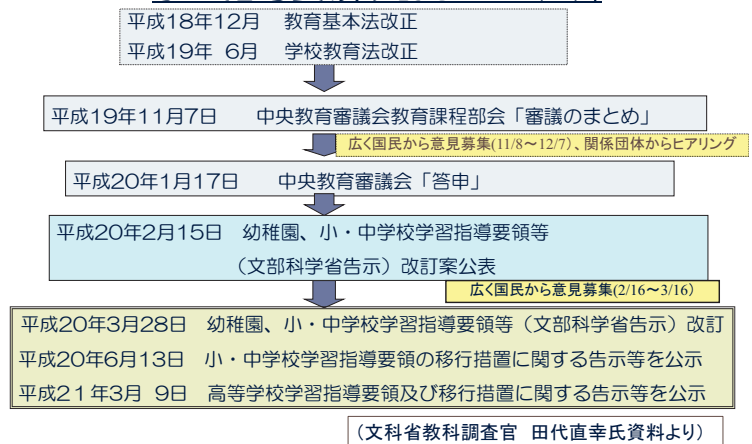 平成18年12月　教育基本法改正
平成19年 6月　学校教育法改正
平成19年11月7日　中央教育審議会教育課程部会「審議のまとめ」
広く国民から意見募集(11/8～12/7)、関係団体からヒアリング
平成20年1月17日　中央教育審議会「答申」
平成20年2月15日　幼稚園、小・中学校学習指導要領等
（文部科学省告示）改訂案公表
広く国民から意見募集(2/16～3/16)
平成20年3月28日　幼稚園、小・中学校学習指導要領等（文部科学省告示）改訂
平成20年6月13日　小・中学校学習指導要領の移行措置に関する告示等を公示
平成21年3月 9日　高等学校学習指導要領及び移行措置に関する告示等を公示
（文科省教科調査官　田代直幸氏資料より）